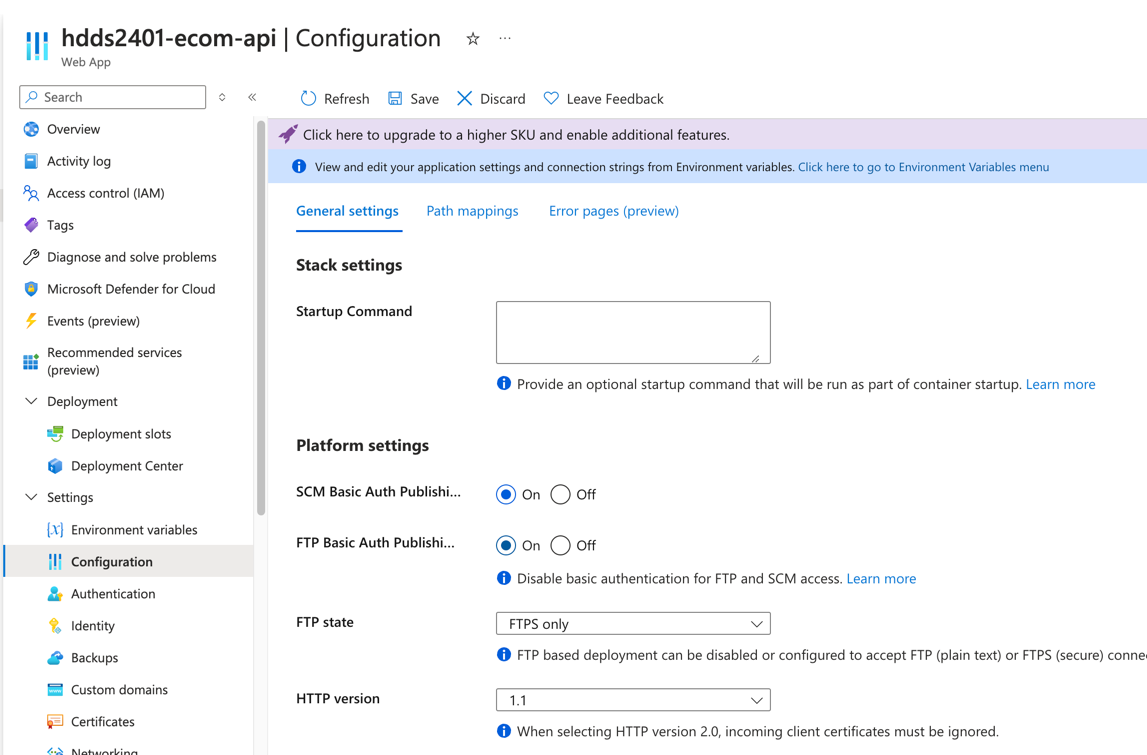 hdds2401-ecom-api | Configuration ☆ ...
Web App
Search
Refresh Save Discard Leave Feedback
Overview
Activity log
Access control (IAM)
Tags
Diagnose and solve problems
Microsoft Defender for Cloud
Events (preview)
Recommended services
(preview)
Deployment
Deployment slots
Deployment Center
Settings
Environment variables
Configuration
Authentication
Identity
Backups
Custom domains
Certificates
Networking
Click here to upgrade to a higher SKU and enable additional features.
View and edit your application settings and connection strings from Environment variables. Click here to go to Environment Variables menu
General settings Path mappings Error pages (preview)
Stack settings
Startup Command
Provide an optional startup command that will be run as part of container startup. Learn more
Platform settings
SCM Basic Auth Publishi... On Off
FTP Basic Auth Publishi... On Off
Disable basic authentication for FTP and SCM access. Learn more
FTP state FTPS only
FTP based deployment can be disabled or configured to accept FTP (plain text) or FTPS (secure)
HTTP version 1.1
When selecting HTTP version 2.0, incoming client certificates must be ignored.